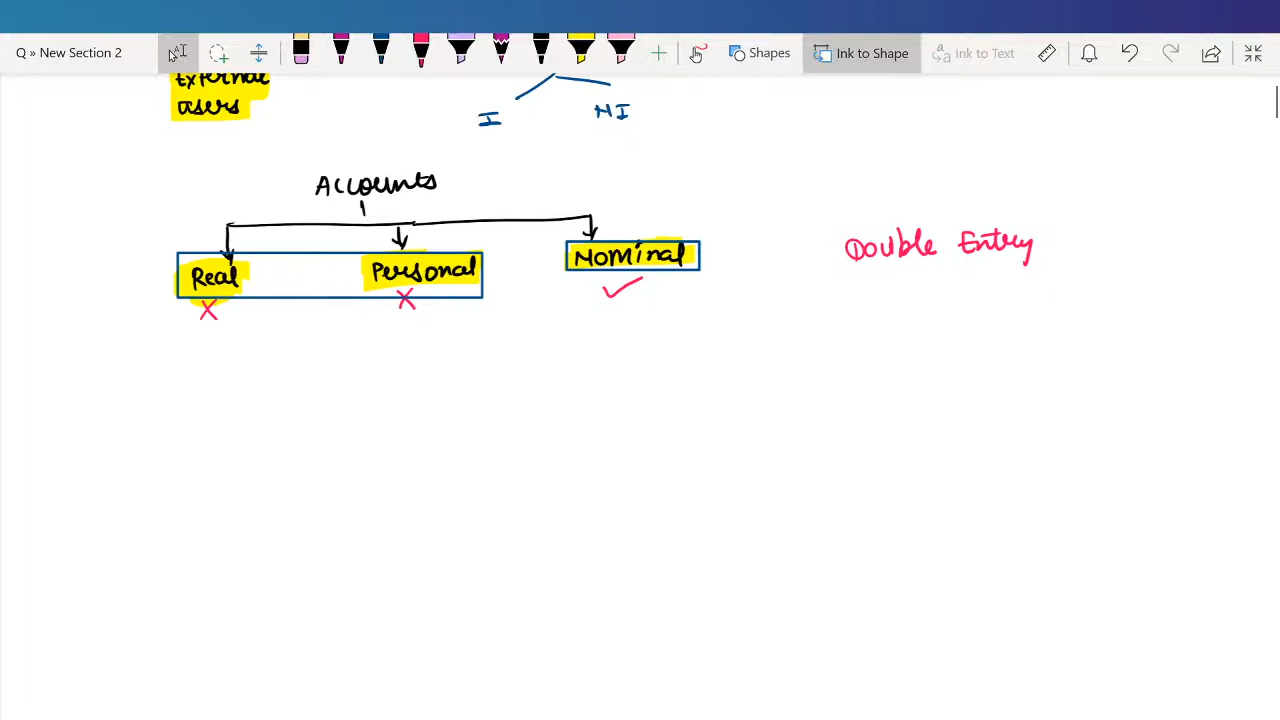 Q » New Section 2
Shapes
Ink to Shape
Ink to Text
External
users
I
NI
Accounts
Real
Personal
Nominal
Double Entry